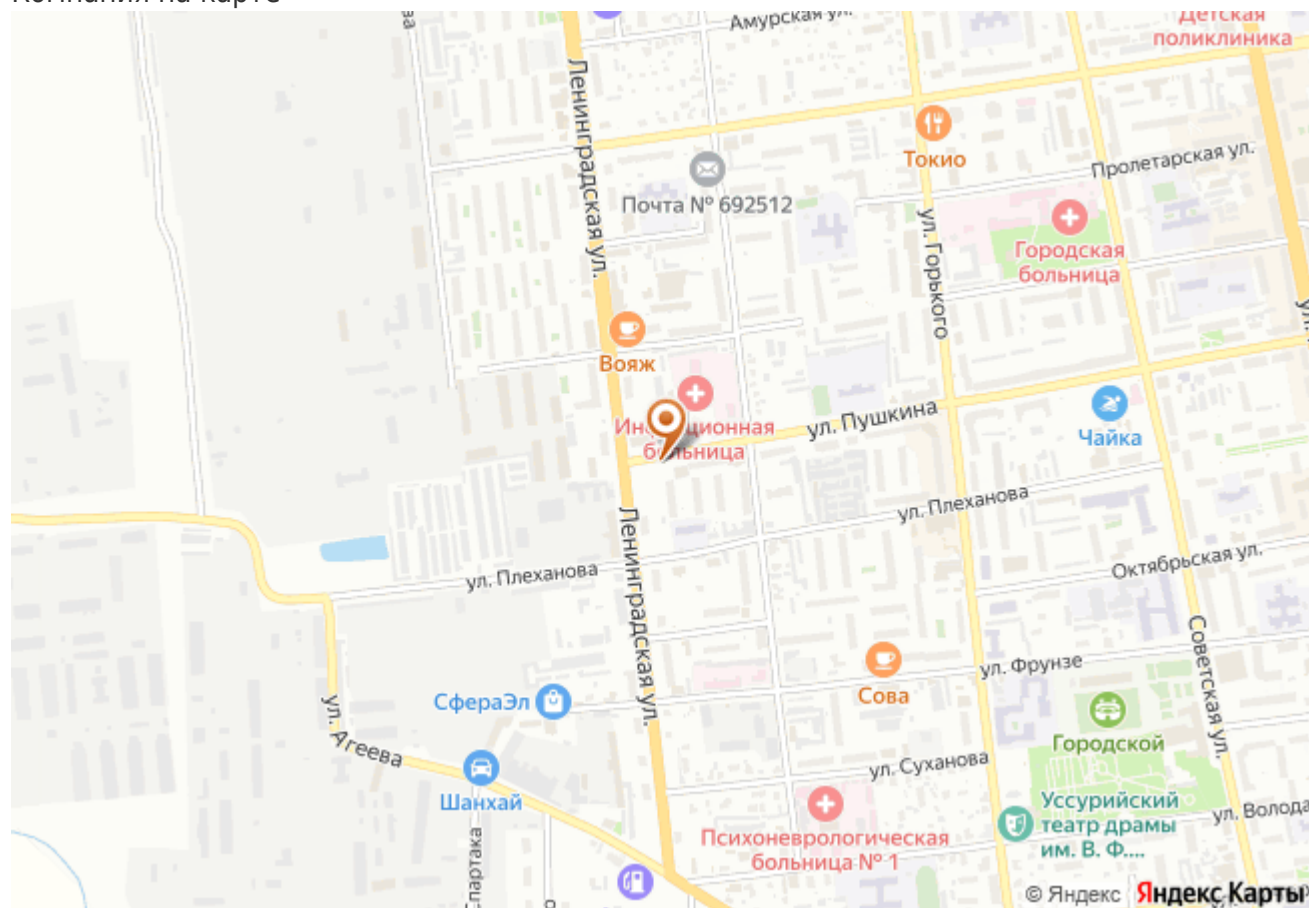 Амурская ул.
Детская
поликлиника
Ленинградская ул.
Токио
Пролетарская ул.
Почта № 692512
Городская
больница
ул. Горького
Вояж
ул. Пушкина
Чайка
больница
ул. Плеханова
Ленинградская ул.
Октябрьская ул.
ул. Плеханова
Советская ул.
ул. Фрунзе
Сова
СфераЭл
ул. Агеева
Городской
ул. Суханова
Шанхай
Уссурийский
театр драмы
им. В. Ф....
Психоневрологическая
больница № 1
© Яндекс Яндекс Карты